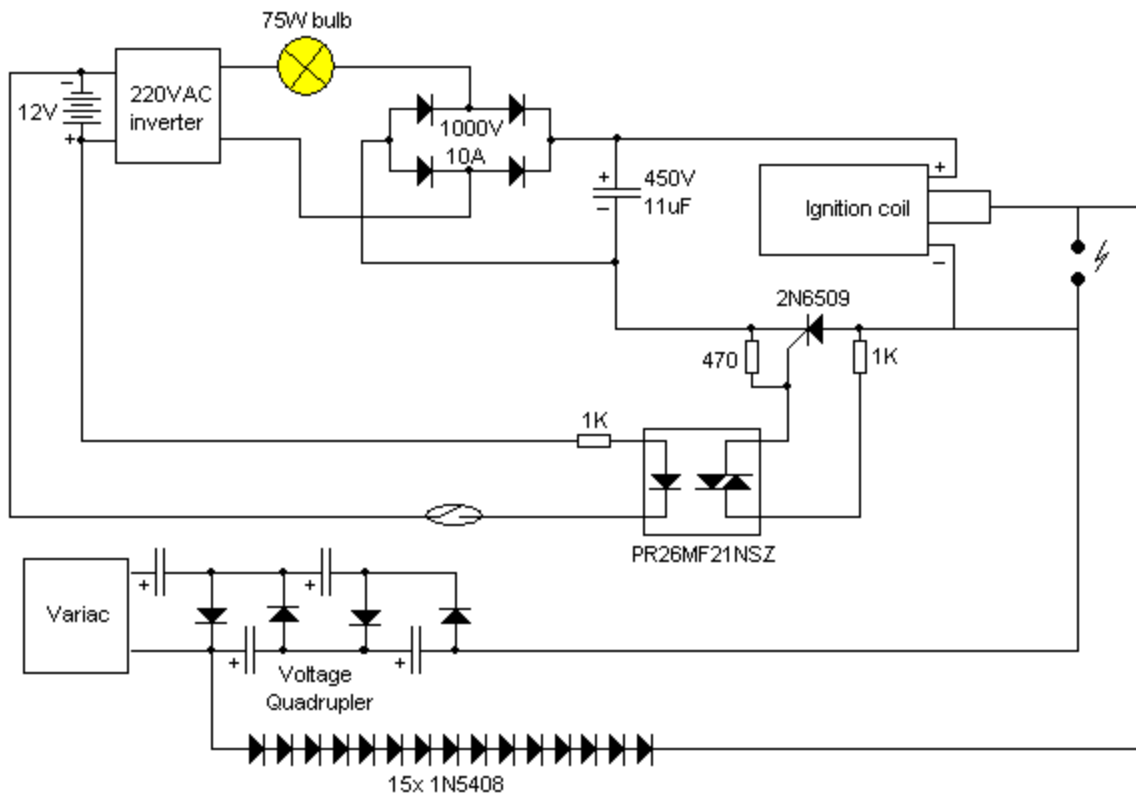 75W bulb
12V
220VAC
inverter
1000V
10A
450V
11uF
Ignition coil
2N6509
470
1K
1K
PR26MF21NSZ
Variac
Voltage
Quadrupler
15x 1N5408